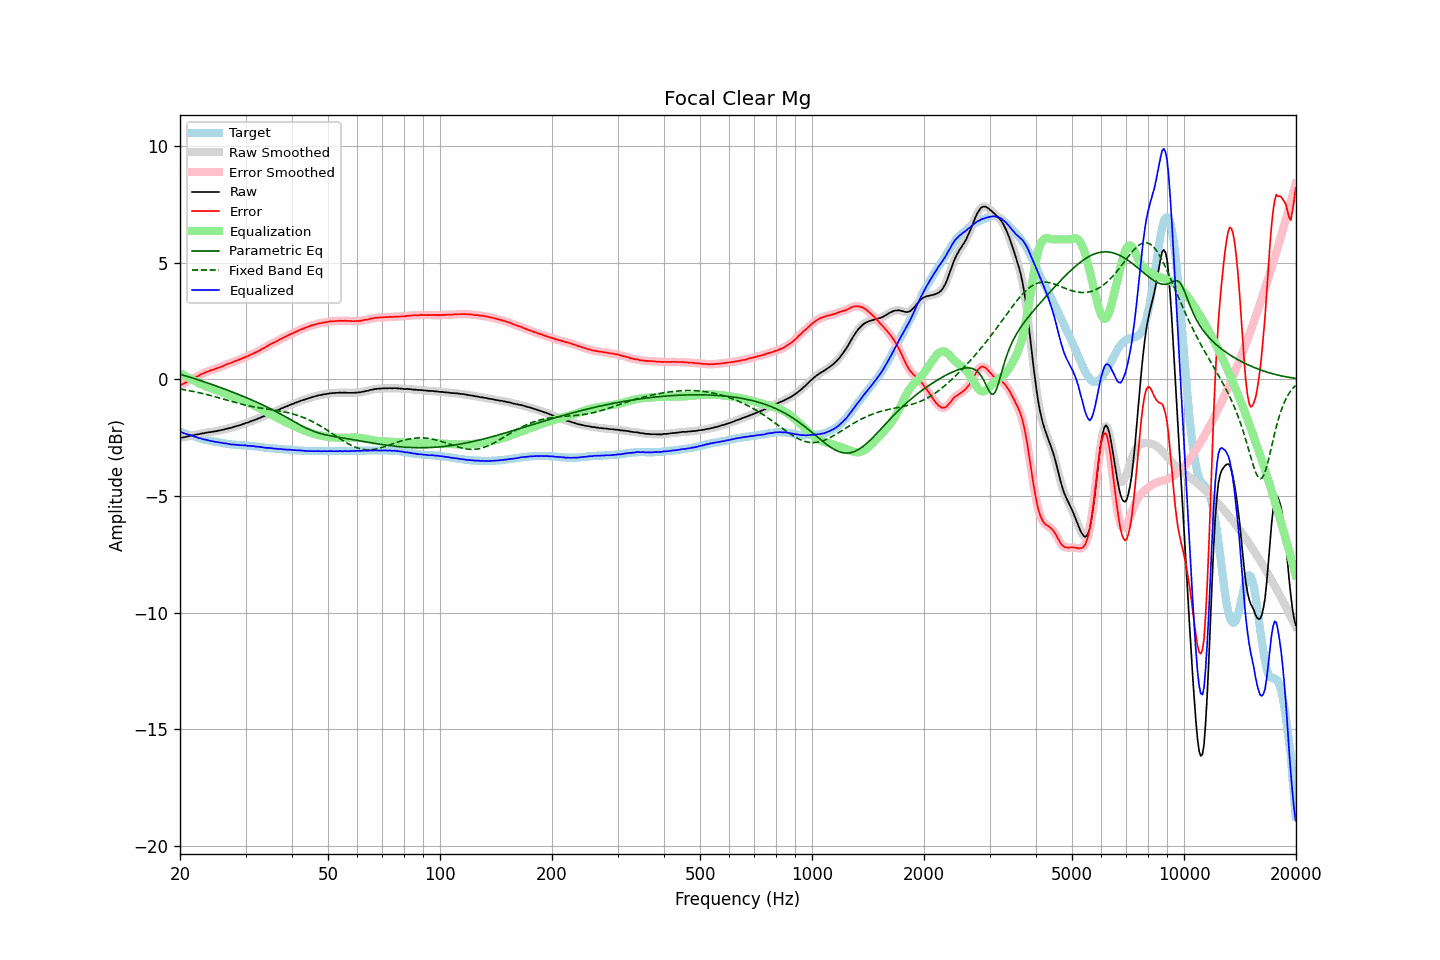 Focal Clear Mg
Target
Raw Smoothed
Error Smoothed
Raw
Error
Equalization
Parametric Eq
Fixed Band Eq
Equalized
10
5
0
−5
−10
−15
−20
Amplitude (dBr)
20 50 100 200 500 1000 2000 5000 10000 20000
Frequency (Hz)